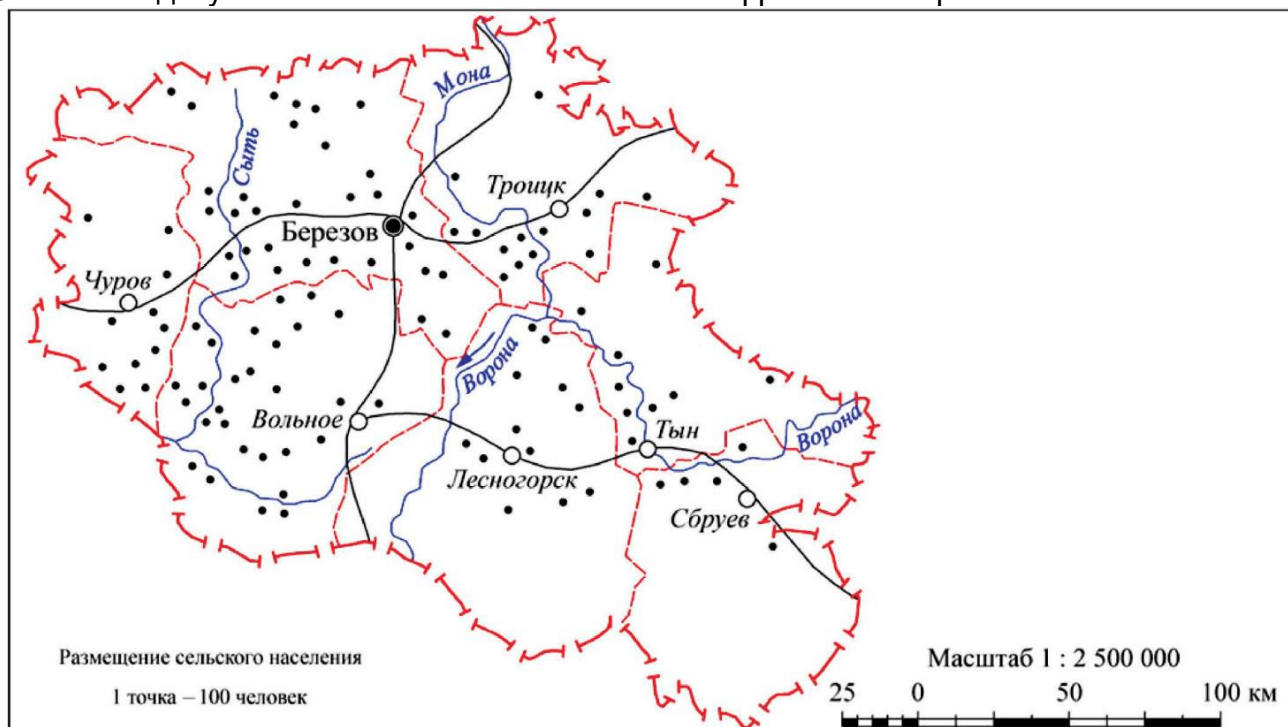 Мона
Сыть
Троицк
Березов
Чуров
Ворона
Вольное
Тын
Ворона
Лесногорск
Сбруев
Размещение сельского населения
1 точка – 100 человек
Масштаб 1 : 2 500 000
25 0 50 100 км